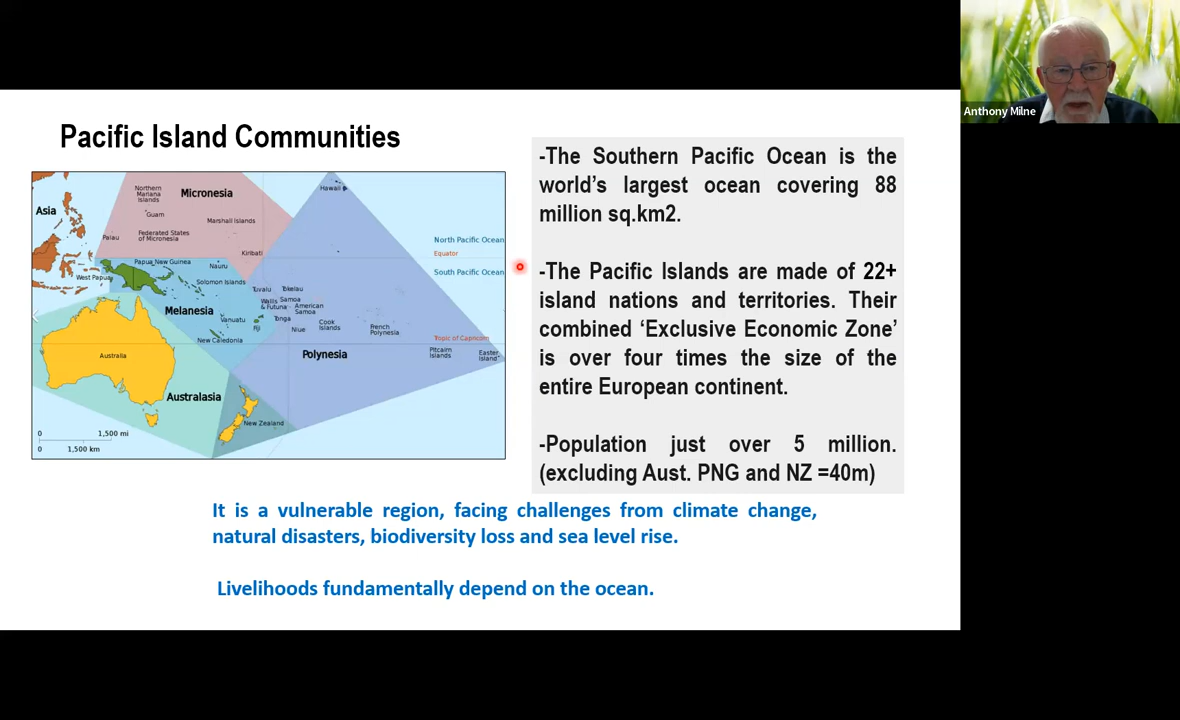 Anthony Milne
Pacific Island Communities
-The Southern Pacific Ocean is the
world's largest ocean covering 88
million sq.km2.
-The Pacific Islands are made of 22+
island nations and territories. Their
combined 'Exclusive Economic Zone'
is over four times the size of the
entire European continent.
-Population just over 5 million.
(excluding Aust. PNG and NZ =40m)
Asia
Northern
Mariana
Islands
Micronesia
Hawaii
Guam
Marshall Islands
Palau
Federated States
of Micronesia
North Pacific Ocean
Kiribati
Equator
Papua New Guinea
Nauru
South Pacific Ocean
West Papua
Solomon Islands
Tuvalu
Tokelau
Wallis
& Futuna
Samoa
American
Samoa
Melanesia
Vanuatu
Fiji
Tonga
Niue
Cook
Islands
French
Polynesia
New Caledonia
Tropic of Capricorn
Polynesia
Pitcairn
Islands
Easter
Island
Australia
Australasia
New Zealand
0 1,500 mi
0 1,500 km
It is a vulnerable region, facing challenges from climate change,
natural disasters, biodiversity loss and sea level rise.
Livelihoods fundamentally depend on the ocean.